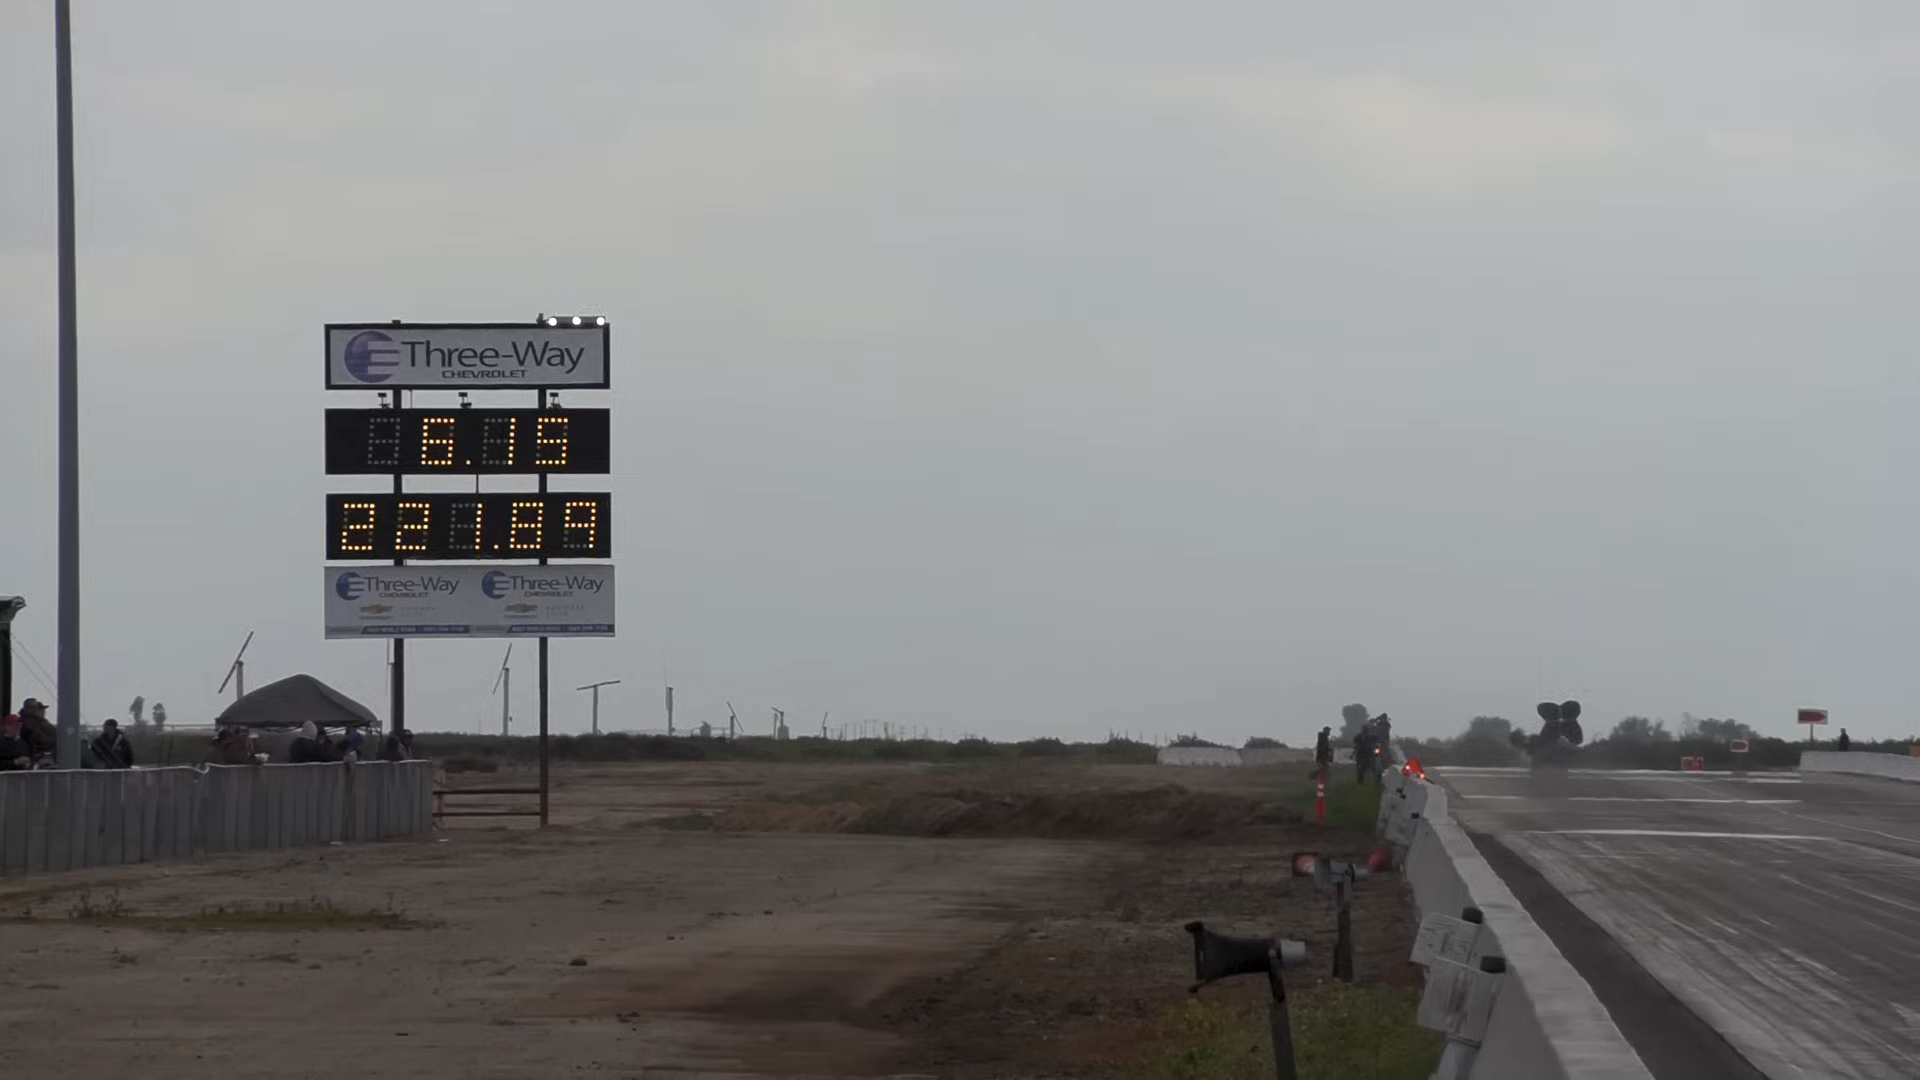 Three-Way
CHEVROLET
6.15
221.89
Three-Way Three-Way
CHEVROLET CHEVROLET